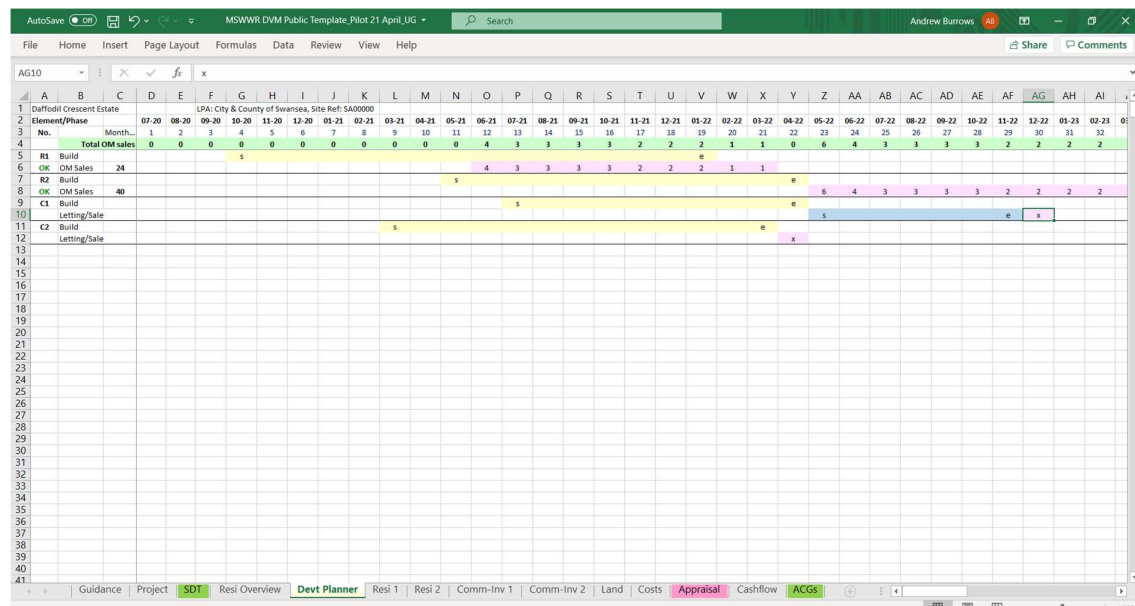 AutoSave Off MSWWR DVM Public Template_Pilot 21 April_UG Search Andrew Burrows AB
File Home Insert Page Layout Formulas Data Review View Help Share Comments
AG10 fx x
A B C D E F G H I J K L M N O P Q R S T U V W X Y Z AA AB AC AD AE AF AG AH AI
1 Daffodil Crescent Estate LPA: City & County of Swansea, Site Ref: SA00000
2 Element/Phase 07-20 08-20 09-20 10-20 11-20 12-20 01-21 02-21 03-21 04-21 05-21 06-21 07-21 08-21 09-21 10-21 11-21 12-21 01-22 02-22 03-22 04-22 05-22 06-22 07-22 08-22 09-22 10-22 11-22 12-22 01-23 02-23
3 No. Month... 1 2 3 4 5 6 7 8 9 10 11 12 13 14 15 16 17 18 19 20 21 22 23 24 25 26 27 28 29 30 31 32
4 Total OM sales 0 0 0 0 0 0 0 0 0 0 0 4 3 3 3 3 2 2 2 1 1 0 6 4 3 3 3 3 2 2 2 2
5 R1 Build s e
6 OK OM Sales 24 4 3 3 3 3 2 2 2 1 1
7 R2 Build s e
8 OK OM Sales 40 6 4 3 3 3 3 2 2 2 2
9 C1 Build s e
10 Letting/Sale s e x
11 C2 Build s e
12 Letting/Sale x
13
14
15
16
17
18
19
20
21
22
23
24
25
26
27
28
29
30
31
32
33
34
35
36
37
38
39
40
41
Guidance Project SDT Resi Overview Devt Planner Resi 1 Resi 2 Comm-Inv 1 Comm-Inv 2 Land Costs Appraisal Cashflow ACGs